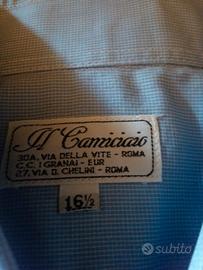 Il Camiciaio
30A, VIA DELLA VITE - ROMA
C.C. I GRANAI - EUR
27, VIA D. CHELINI - ROMA
16½
subito